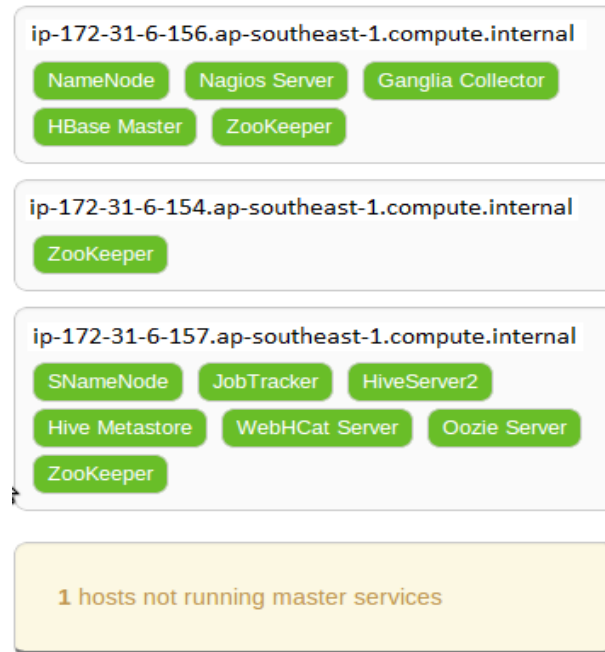 ip-172-31-6-156.ap-southeast-1.compute.internal
NameNode Nagios Server Ganglia Collector
HBase Master ZooKeeper
ip-172-31-6-154.ap-southeast-1.compute.internal
ZooKeeper
ip-172-31-6-157.ap-southeast-1.compute.internal
SNameNode JobTracker HiveServer2
Hive Metastore WebHCat Server Oozie Server
ZooKeeper
1 hosts not running master services